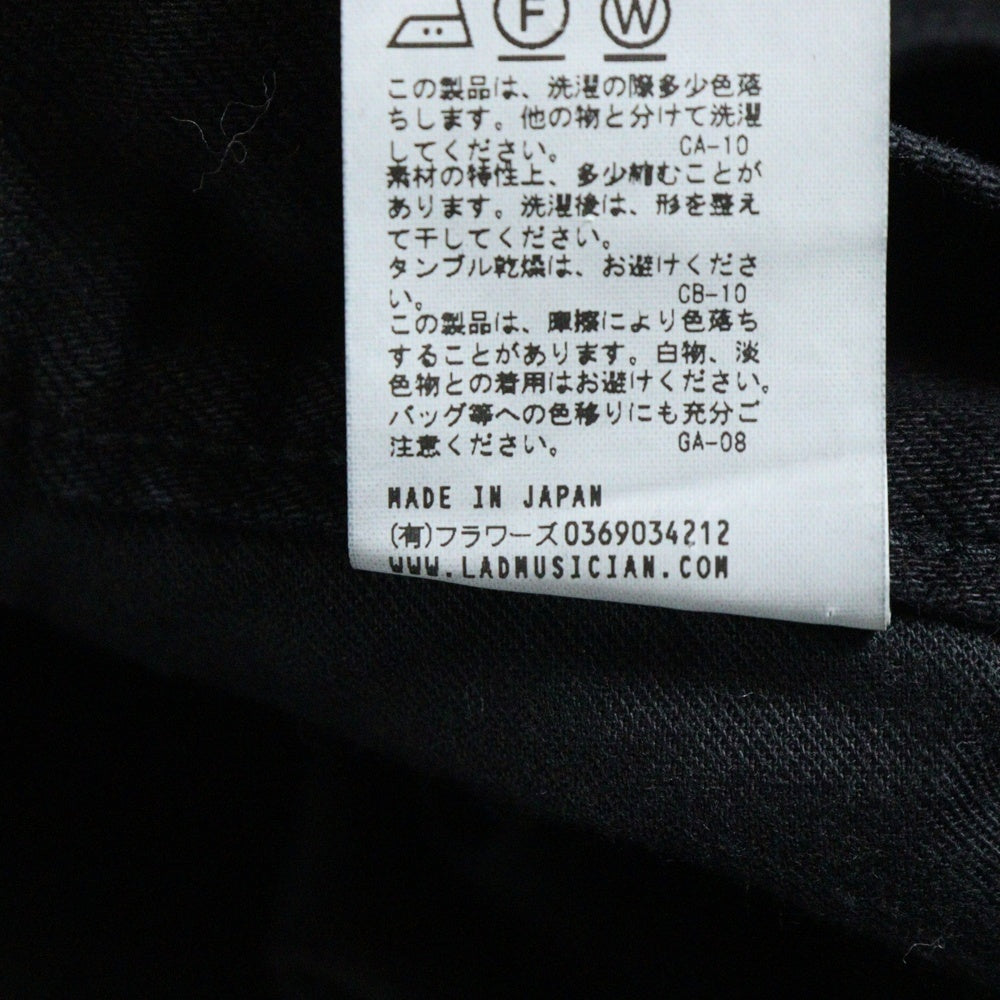 F W
この製品は、洗濯の際多少色落
ちします。他の物と分けて洗濯
してください。 CA-10
素材の特性上、多少縮むことが
あります。洗濯後は、形を整え
て干してください。
タンブル乾燥は、お避けくださ
い。 CB-10
この製品は、摩擦により色落ち
することがあります。白物、淡
色物との着用はお避けください。
バッグ等への色移りにも充分ご
注意ください。 GA-08
MADE IN JAPAN
(有)フラワーズ0369034212
WWW.LADMUSICIAN.COM